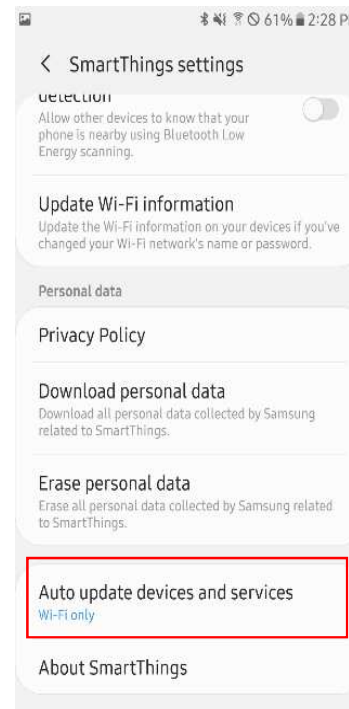 61% 2:28 PM
SmartThings settings
detection
Allow other devices to know that your
phone is nearby using Bluetooth Low
Energy scanning.
Update Wi-Fi information
Update the Wi-Fi information on your devices if you've
changed your Wi-Fi network's name or password.
Personal data
Privacy Policy
Download personal data
Download all personal data collected by Samsung
related to SmartThings.
Erase personal data
Erase all personal data collected by Samsung related
to SmartThings.
Auto update devices and services
Wi-Fi only
About SmartThings